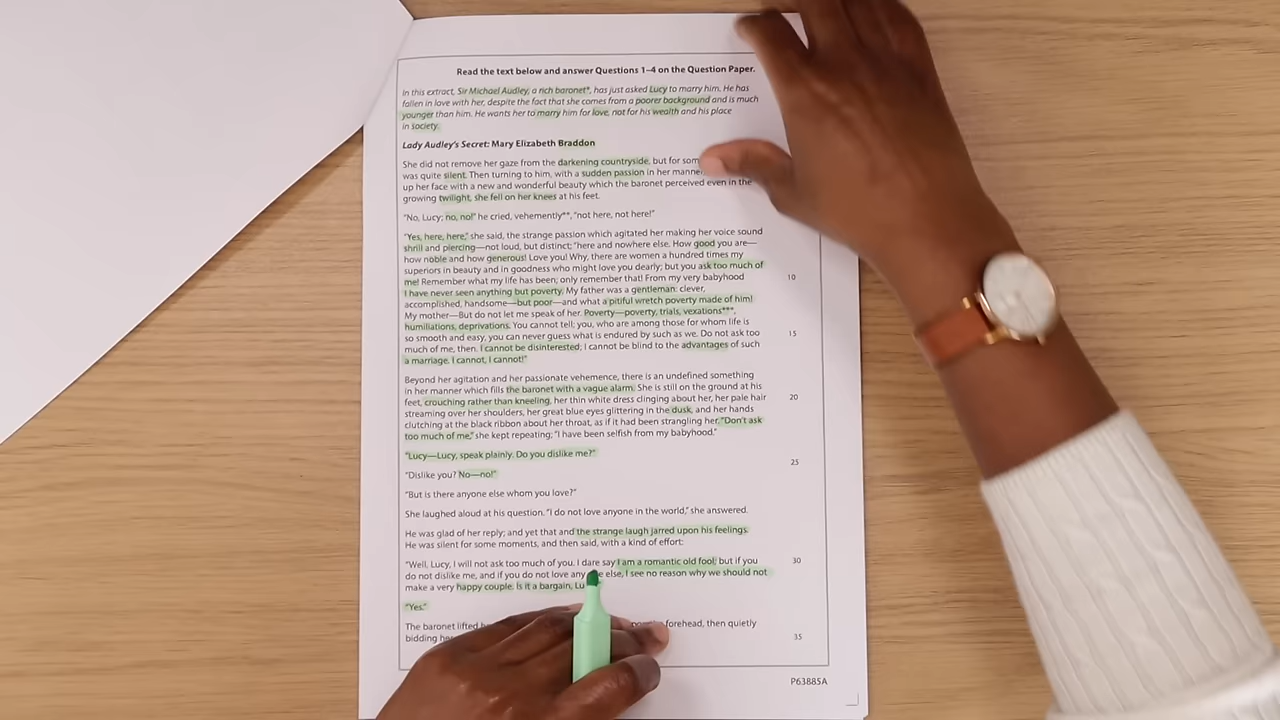 Read the text below and answer Questions 1–4 on the Question Paper.
In this extract, Sir Michael Audley, a rich baronet*, has just asked Lucy to marry him. He has
fallen in love with her, despite the fact that she comes from a poorer background and is much
younger than him. He wants her to marry him for love, not for his wealth and his place
in society.
Lady Audley's Secret: Mary Elizabeth Braddon
She did not remove her gaze from the darkening countryside, but for som
was quite silent. Then turning to him, with a sudden passion in her manner
up her face with a new and wonderful beauty which the baronet perceived even in the
growing twilight, she fell on her knees at his feet.
"No, Lucy; no, no!" he cried, vehemently**, "not here, not here!"
"Yes, here, here," she said, the strange passion which agitated her making her voice sound
shrill and piercing—not loud, but distinct; "here and nowhere else. How good you are—
how noble and how generous! Love you! Why, there are women a hundred times my
superiors in beauty and in goodness who might love you dearly; but you ask too much of
me! Remember what my life has been; only remember that! From my very babyhood
10
I have never seen anything but poverty. My father was a gentleman: clever,
accomplished, handsome—but poor—and what a pitiful wretch poverty made of him!
My mother—But do not let me speak of her. Poverty—poverty, trials, vexations***,
humiliations, deprivations. You cannot tell; you, who are among those for whom life is
so smooth and easy, you can never guess what is endured by such as we. Do not ask too
15
much of me, then. I cannot be disinterested; I cannot be blind to the advantages of such
a marriage. I cannot, I cannot!"
Beyond her agitation and her passionate vehemence, there is an undefined something
in her manner which fills the baronet with a vague alarm. She is still on the ground at his
feet, crouching rather than kneeling, her thin white dress clinging about her, her pale hair
20
streaming over her shoulders, her great blue eyes glittering in the dusk, and her hands
clutching at the black ribbon about her throat, as if it had been strangling her. "Don't ask
too much of me," she kept repeating; "I have been selfish from my babyhood."
"Lucy—Lucy, speak plainly. Do you dislike me?"
25
"Dislike you? No—no!"
"But is there anyone else whom you love?"
She laughed aloud at his question. "I do not love anyone in the world," she answered.
He was glad of her reply; and yet that and the strange laugh jarred upon his feelings.
He was silent for some moments, and then said, with a kind of effort:
"Well, Lucy, I will not ask too much of you. I dare say I am a romantic old fool; but if you
30
do not dislike me, and if you do not love any e else, I see no reason why we should not
make a very happy couple. Is it a bargain, Lu
"Yes."
The baronet lifted forehead, then quietly
bidding
35
P63885A